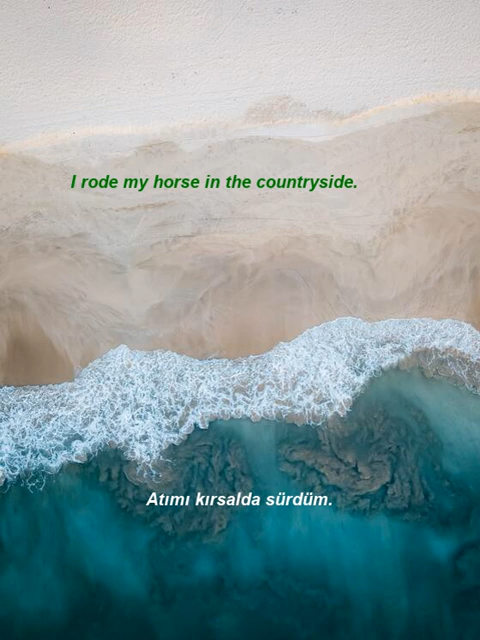 I rode my horse in the countryside.
Atımı kırsalda sürdüm.